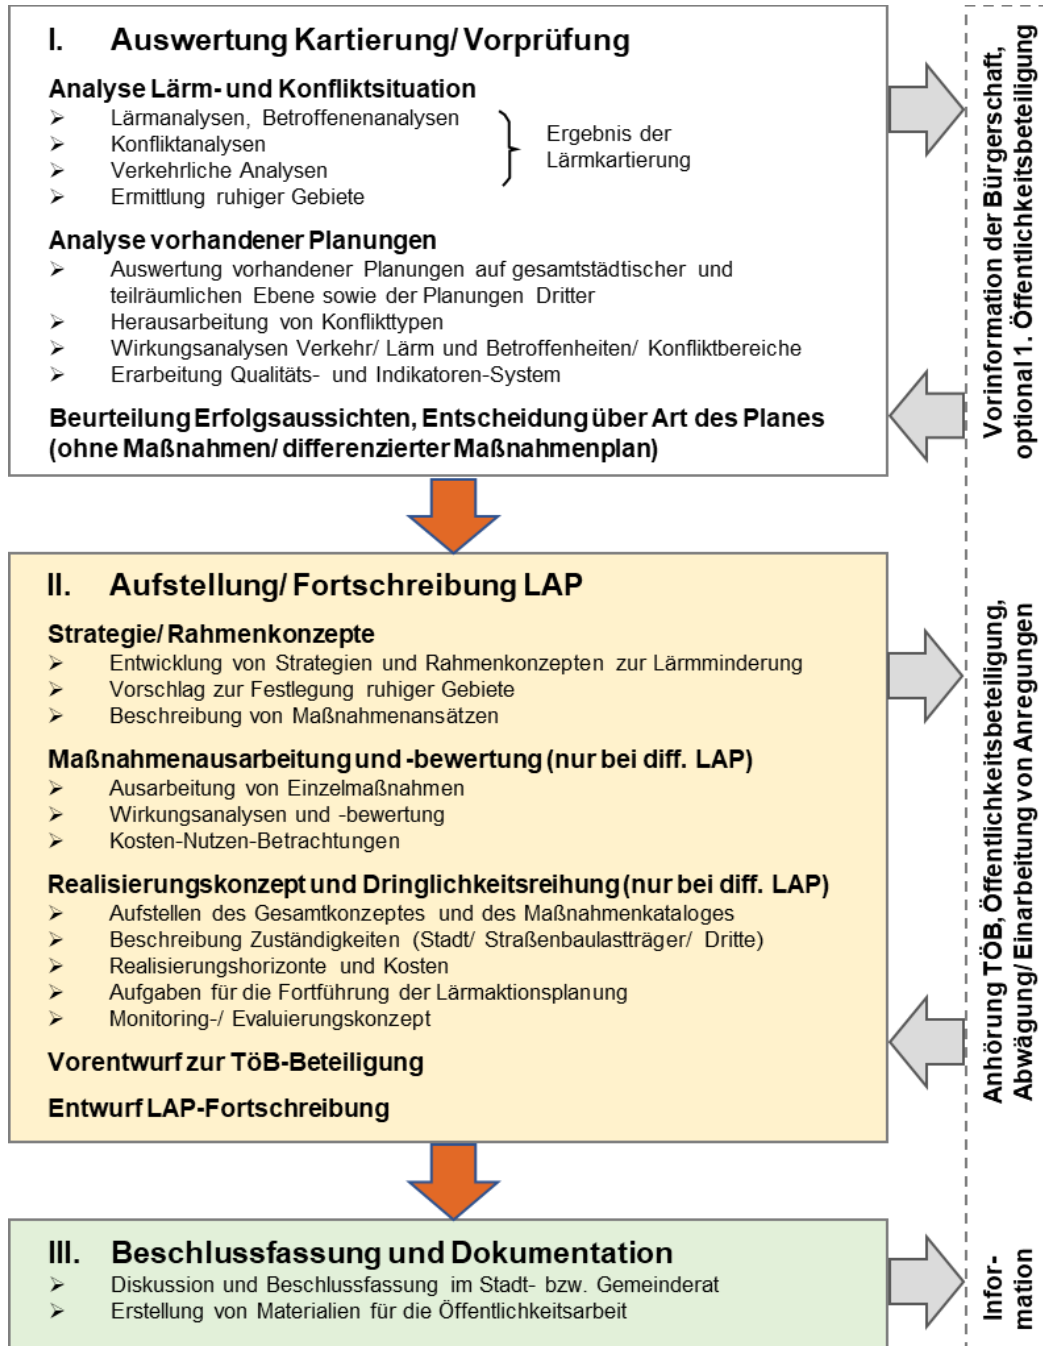 I. Auswertung Kartierung/ Vorprüfung
Analyse Lärm- und Konfliktsituation
➢ Lärmanalysen, Betroffenenanalysen
➢ Konfliktanalysen
➢ Verkehrliche Analysen
➢ Ermittlung ruhiger Gebiete
Ergebnis der
Lärmkartierung
Analyse vorhandener Planungen
➢ Auswertung vorhandener Planungen auf gesamtstädtischer und
teilräumlichen Ebene sowie der Planungen Dritter
➢ Herausarbeitung von Konflikttypen
➢ Wirkungsanalysen Verkehr/ Lärm und Betroffenheiten/ Konfliktbereiche
➢ Erarbeitung Qualitäts- und Indikatoren-System
Beurteilung Erfolgsaussichten, Entscheidung über Art des Planes
(ohne Maßnahmen/ differenzierter Maßnahmenplan)
Vorinformation der Bürgerschaft,
optional 1. Öffentlichkeitsbeteiligung
II. Aufstellung/ Fortschreibung LAP
Strategie/ Rahmenkonzepte
➢ Entwicklung von Strategien und Rahmenkonzepten zur Lärmminderung
➢ Vorschlag zur Festlegung ruhiger Gebiete
➢ Beschreibung von Maßnahmenansätzen
Maßnahmenausarbeitung und -bewertung (nur bei diff. LAP)
➢ Ausarbeitung von Einzelmaßnahmen
➢ Wirkungsanalysen und -bewertung
➢ Kosten-Nutzen-Betrachtungen
Realisierungskonzept und Dringlichkeitsreihung (nur bei diff. LAP)
➢ Aufstellen des Gesamtkonzeptes und des Maßnahmenkataloges
➢ Beschreibung Zuständigkeiten (Stadt/ Straßenbaulastträger/ Dritte)
➢ Realisierungshorizonte und Kosten
➢ Aufgaben für die Fortführung der Lärmaktionsplanung
➢ Monitoring-/ Evaluierungskonzept
Vorentwurf zur TöB-Beteiligung
Entwurf LAP-Fortschreibung
Anhörung TÖB, Öffentlichkeitsbeteiligung,
Abwägung/ Einarbeitung von Anregungen
III. Beschlussfassung und Dokumentation
➢ Diskussion und Beschlussfassung im Stadt- bzw. Gemeinderat
➢ Erstellung von Materialien für die Öffentlichkeitsarbeit
Infor-
mation